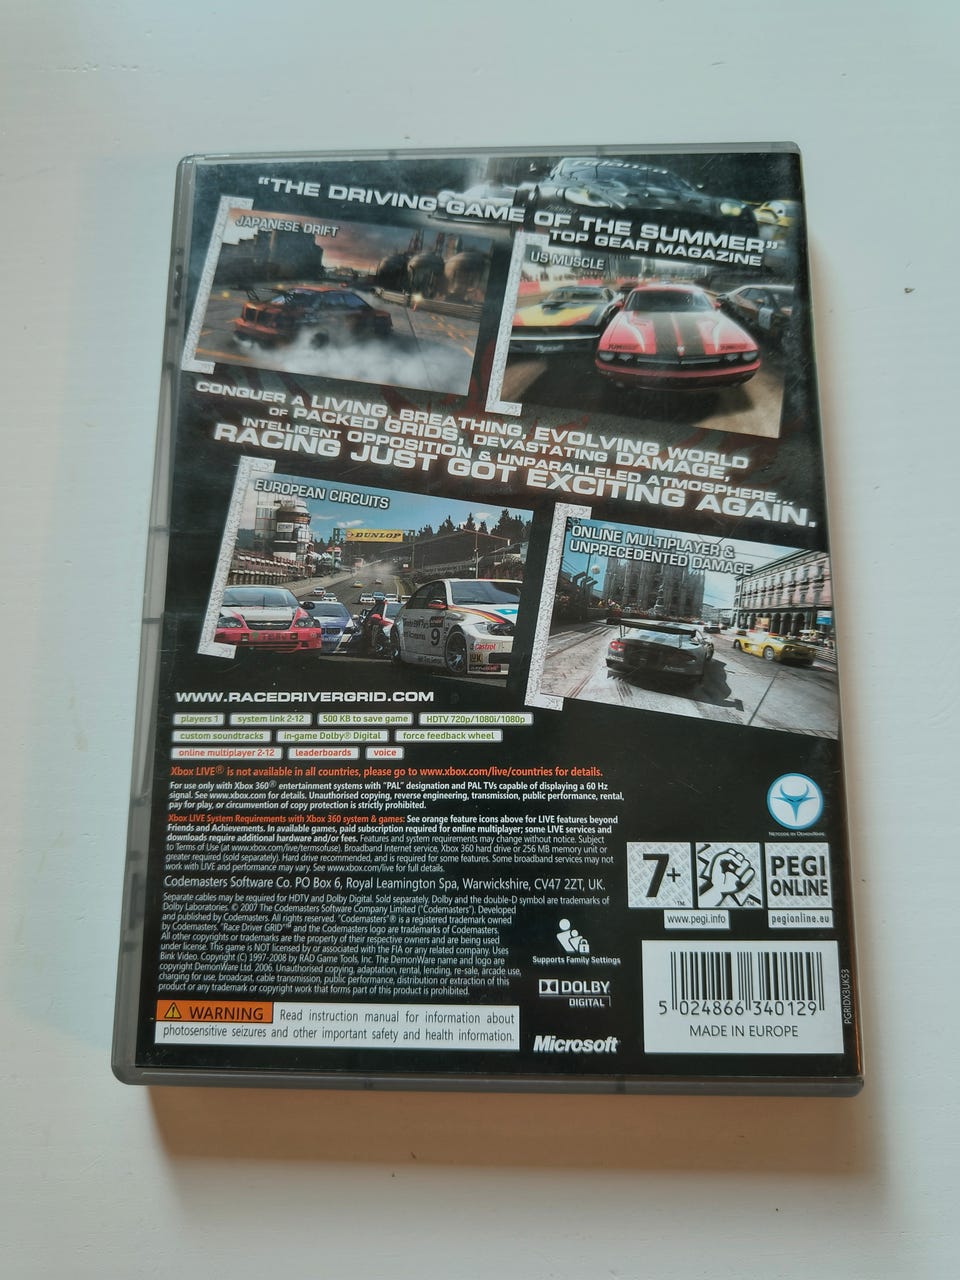 "THE DRIVING GAME OF THE SUMMER"
TOP GEAR MAGAZINE
JAPANESE DRIFT
US MUSCLE
CONQUER A LIVING, BREATHING, EVOLVING WORLD
OF PACKED GRIDS, DEVASTATING DAMAGE,
INTELLIGENT OPPOSITION & UNPARALLELED ATMOSPHERE...
RACING JUST GOT EXCITING AGAIN.
EUROPEAN CIRCUITS
DUNLOP
9
Castrol
ONLINE MULTIPLAYER &
UNPRECEDENTED DAMAGE
WWW.RACEDRIVERGRID.COM
players 1 system link 2-12 500 KB to save game HDTV 720p/1080i/1080p
custom soundtracks in-game Dolby® Digital force feedback wheel
online multiplayer 2-12 leaderboards voice
Xbox LIVE® is not available in all countries, please go to www.xbox.com/live/countries for details.
For use only with Xbox 360® entertainment systems with "PAL" designation and PAL TVs capable of displaying a 60 Hz
signal. See www.xbox.com for details. Unauthorised copying, reverse engineering, transmission, public performance, rental,
pay for play, or circumvention of copy protection is strictly prohibited.
Xbox LIVE System Requirements with Xbox 360 system & games: See orange feature icons above for LIVE features beyond
Friends and Achievements. In available games, paid subscription required for online multiplayer; some LIVE services and
downloads require additional hardware and/or fees. Features and system requirements may change without notice. Subject
to Terms of Use (at www.xbox.com/live/termsofuse). Broadband Internet service, Xbox 360 hard drive or 256 MB memory unit or
greater required (sold separately). Hard drive recommended, and is required for some features. Some broadband services may not
work with LIVE and performance may vary. See www.xbox.com/live for full details.
NETCODE BY DEMONWARE
Codemasters Software Co. PO Box 6, Royal Leamington Spa, Warwickshire, CV47 2ZT, UK.
Separate cables may be required for HDTV and Dolby Digital. Sold separately. Dolby and the double-D symbol are trademarks of
Dolby Laboratories. © 2007 The Codemasters Software Company Limited ("Codemasters"). Developed
and published by Codemasters. All rights reserved. "Codemasters"® is a registered trademark owned
by Codemasters. "Race Driver GRID"™ and the Codemasters logo are trademarks of Codemasters.
All other copyrights or trademarks are the property of their respective owners and are being used
under license. This game is NOT licensed by or associated with the FIA or any related company. Uses
Bink Video. Copyright (C) 1997-2008 by RAD Game Tools, Inc. The DemonWare name and logo are
copyright DemonWare Ltd. 2006. Unauthorised copying, adaptation, rental, lending, re-sale, arcade use,
charging for use, broadcast, cable transmission, public performance, distribution or extraction of this
product or any trademark or copyright work that forms part of this product is prohibited.
7+
™
™
PEGI
ONLINE
www.pegi.info
pegionline.eu
Supports Family Settings
DOLBY
DIGITAL
WARNING Read instruction manual for information about
photosensitive seizures and other important safety and health information.
Microsoft
5 024866 340129
MADE IN EUROPE
PGRIDX3UK53